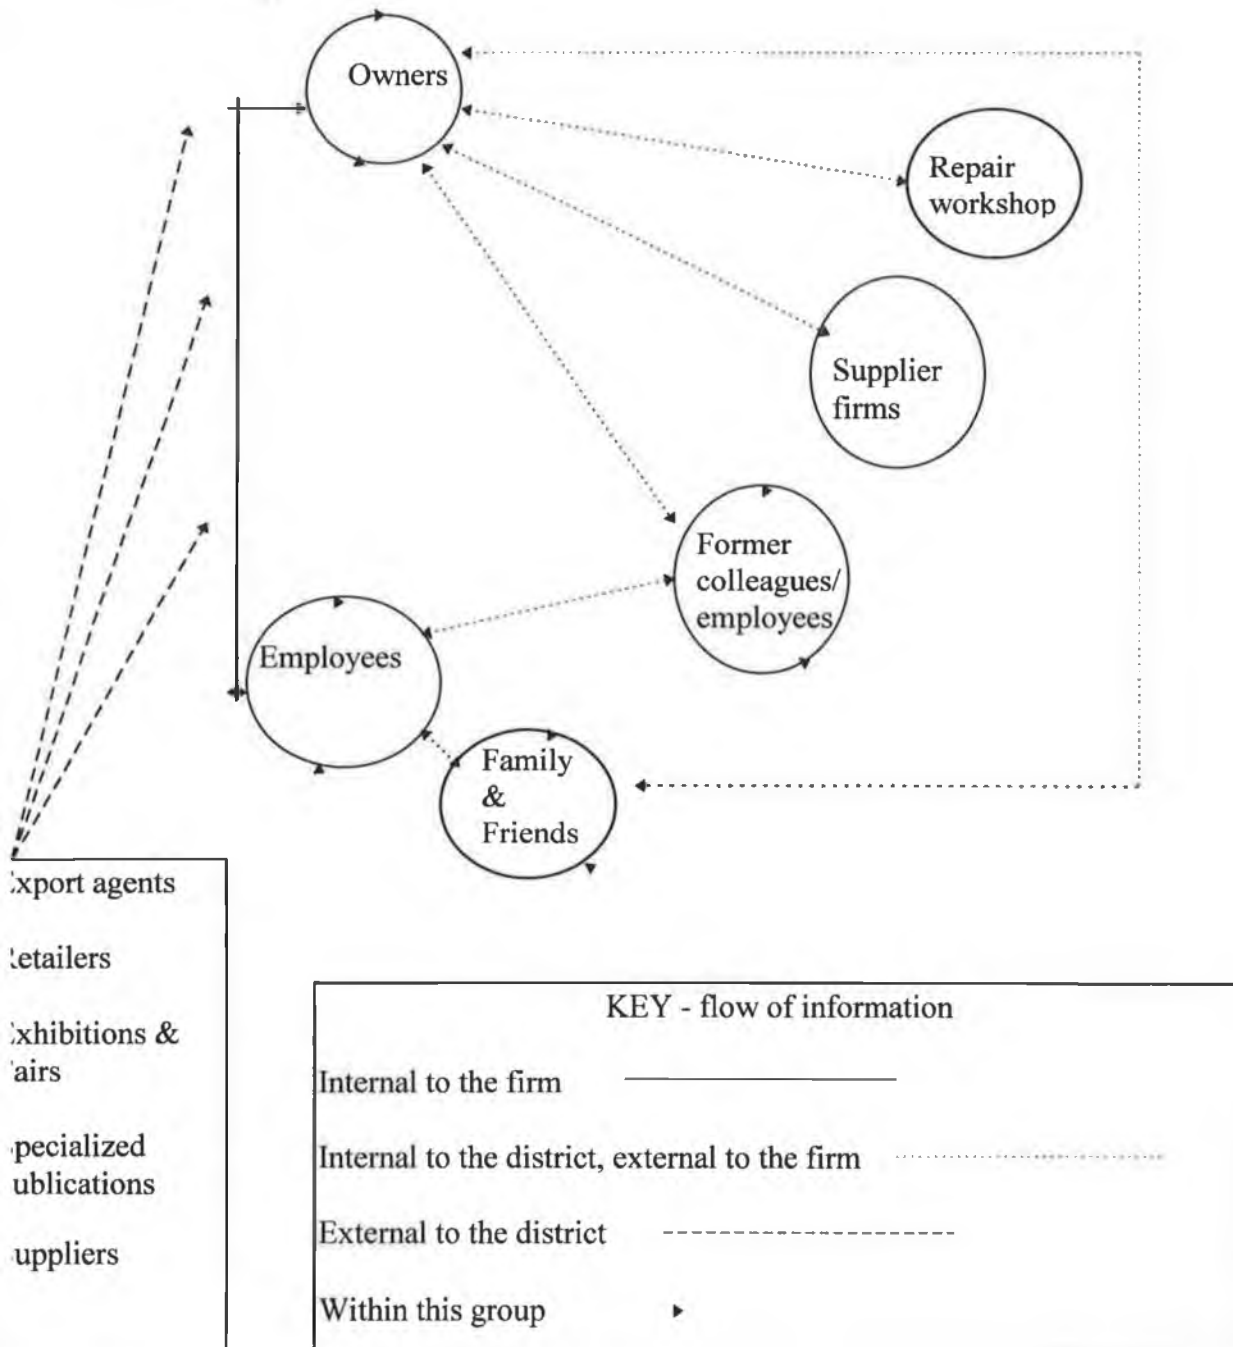 Owners
Repair
workshop
Supplier
firms
Former
colleagues/
employees
Employees
Family
&
Friends
xport agents
etailers
xhibitions &
airs
pecialized
ublications
uppliers
KEY - flow of information
Internal to the firm
Internal to the district, external to the firm
External to the district
Within this group